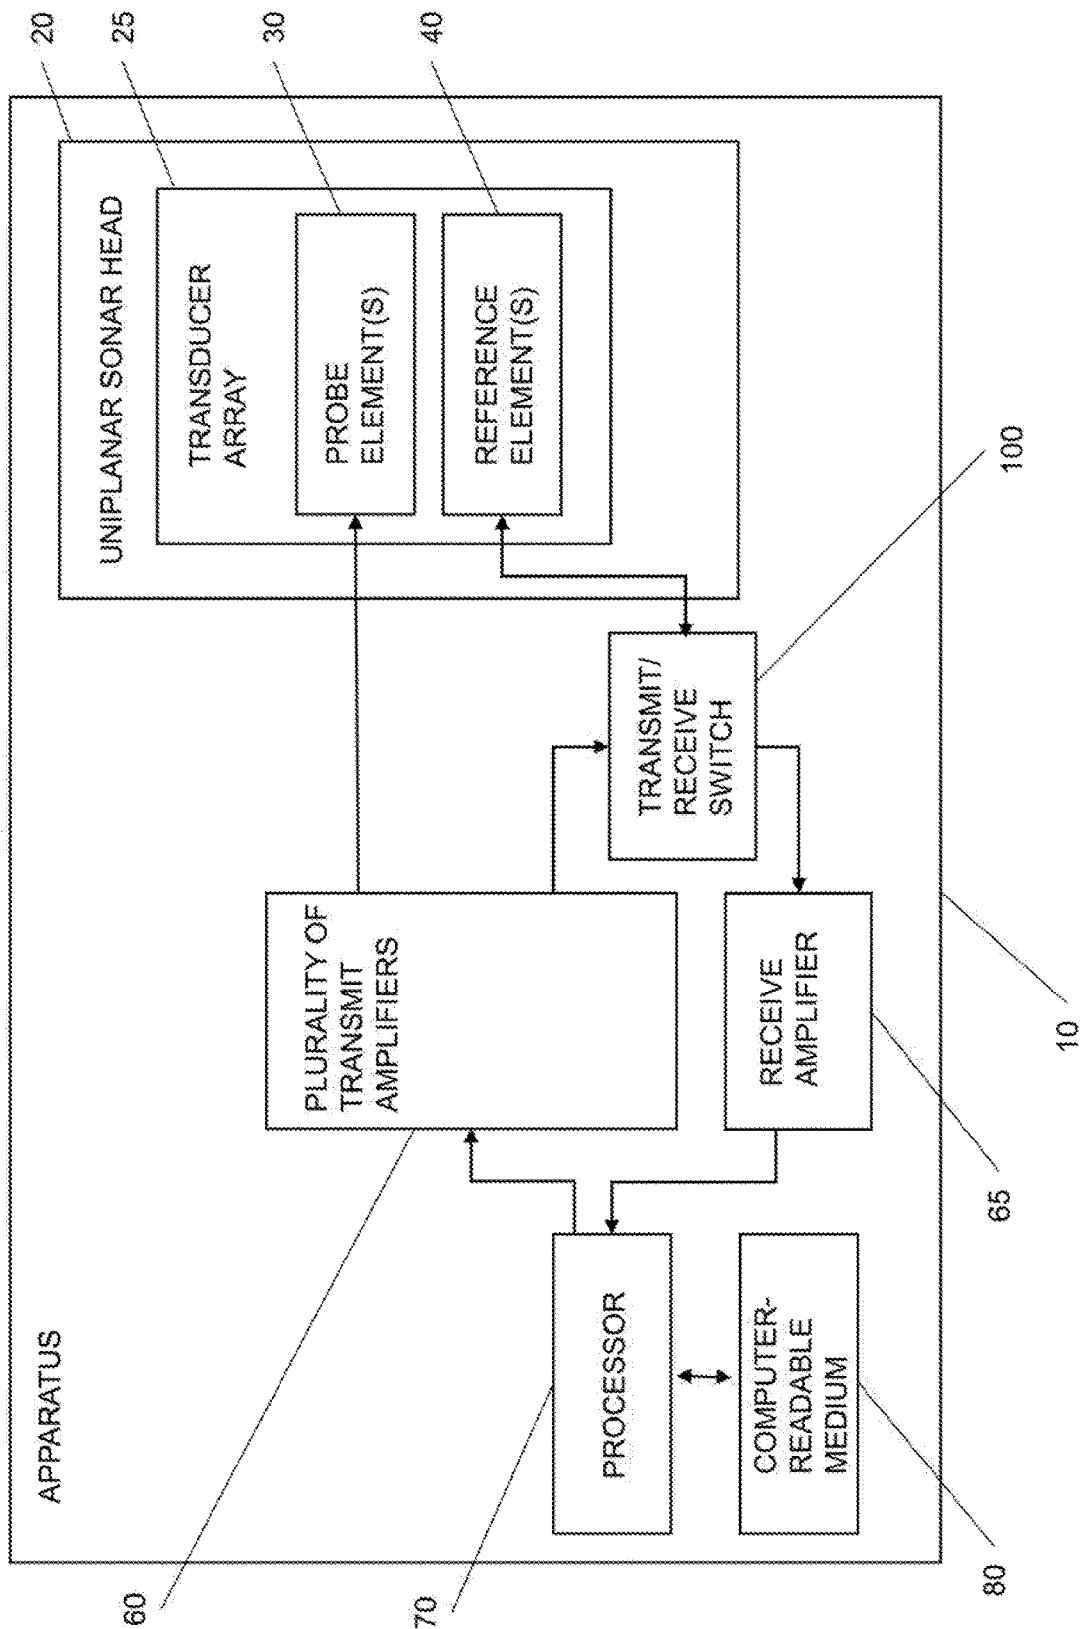 APPARATUS
UNIPLANAR SONAR HEAD
20
TRANSDUCER
ARRAY
25
PROBE
ELEMENT(S)
30
REFERENCE
ELEMENT(S)
40
60
PLURALITY OF
TRANSMIT
AMPLIFIERS
TRANSMIT/
RECEIVE
SWITCH
100
70
PROCESSOR
RECEIVE
AMPLIFIER
65
COMPUTER-
READABLE
MEDIUM
80
10